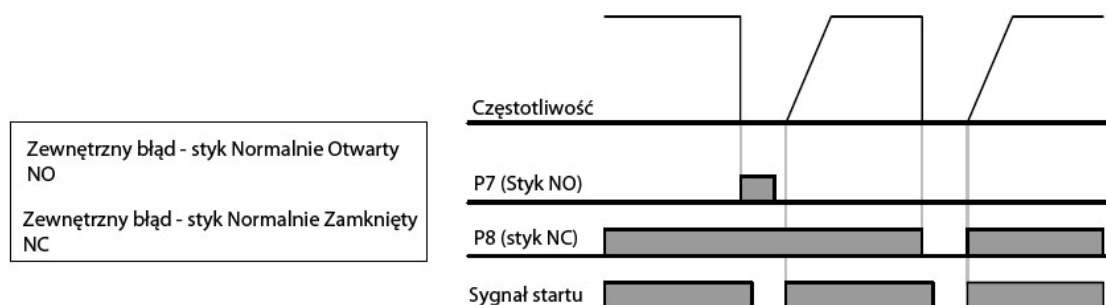 Zewnętrzny błąd - styk Normalnie Otwarty
NO
Zewnętrzny błąd - styk Normalnie Zamknięty
NC
Częstotliwość
P7 (Styk NO)
P8 (styk NC)
Sygnał startu